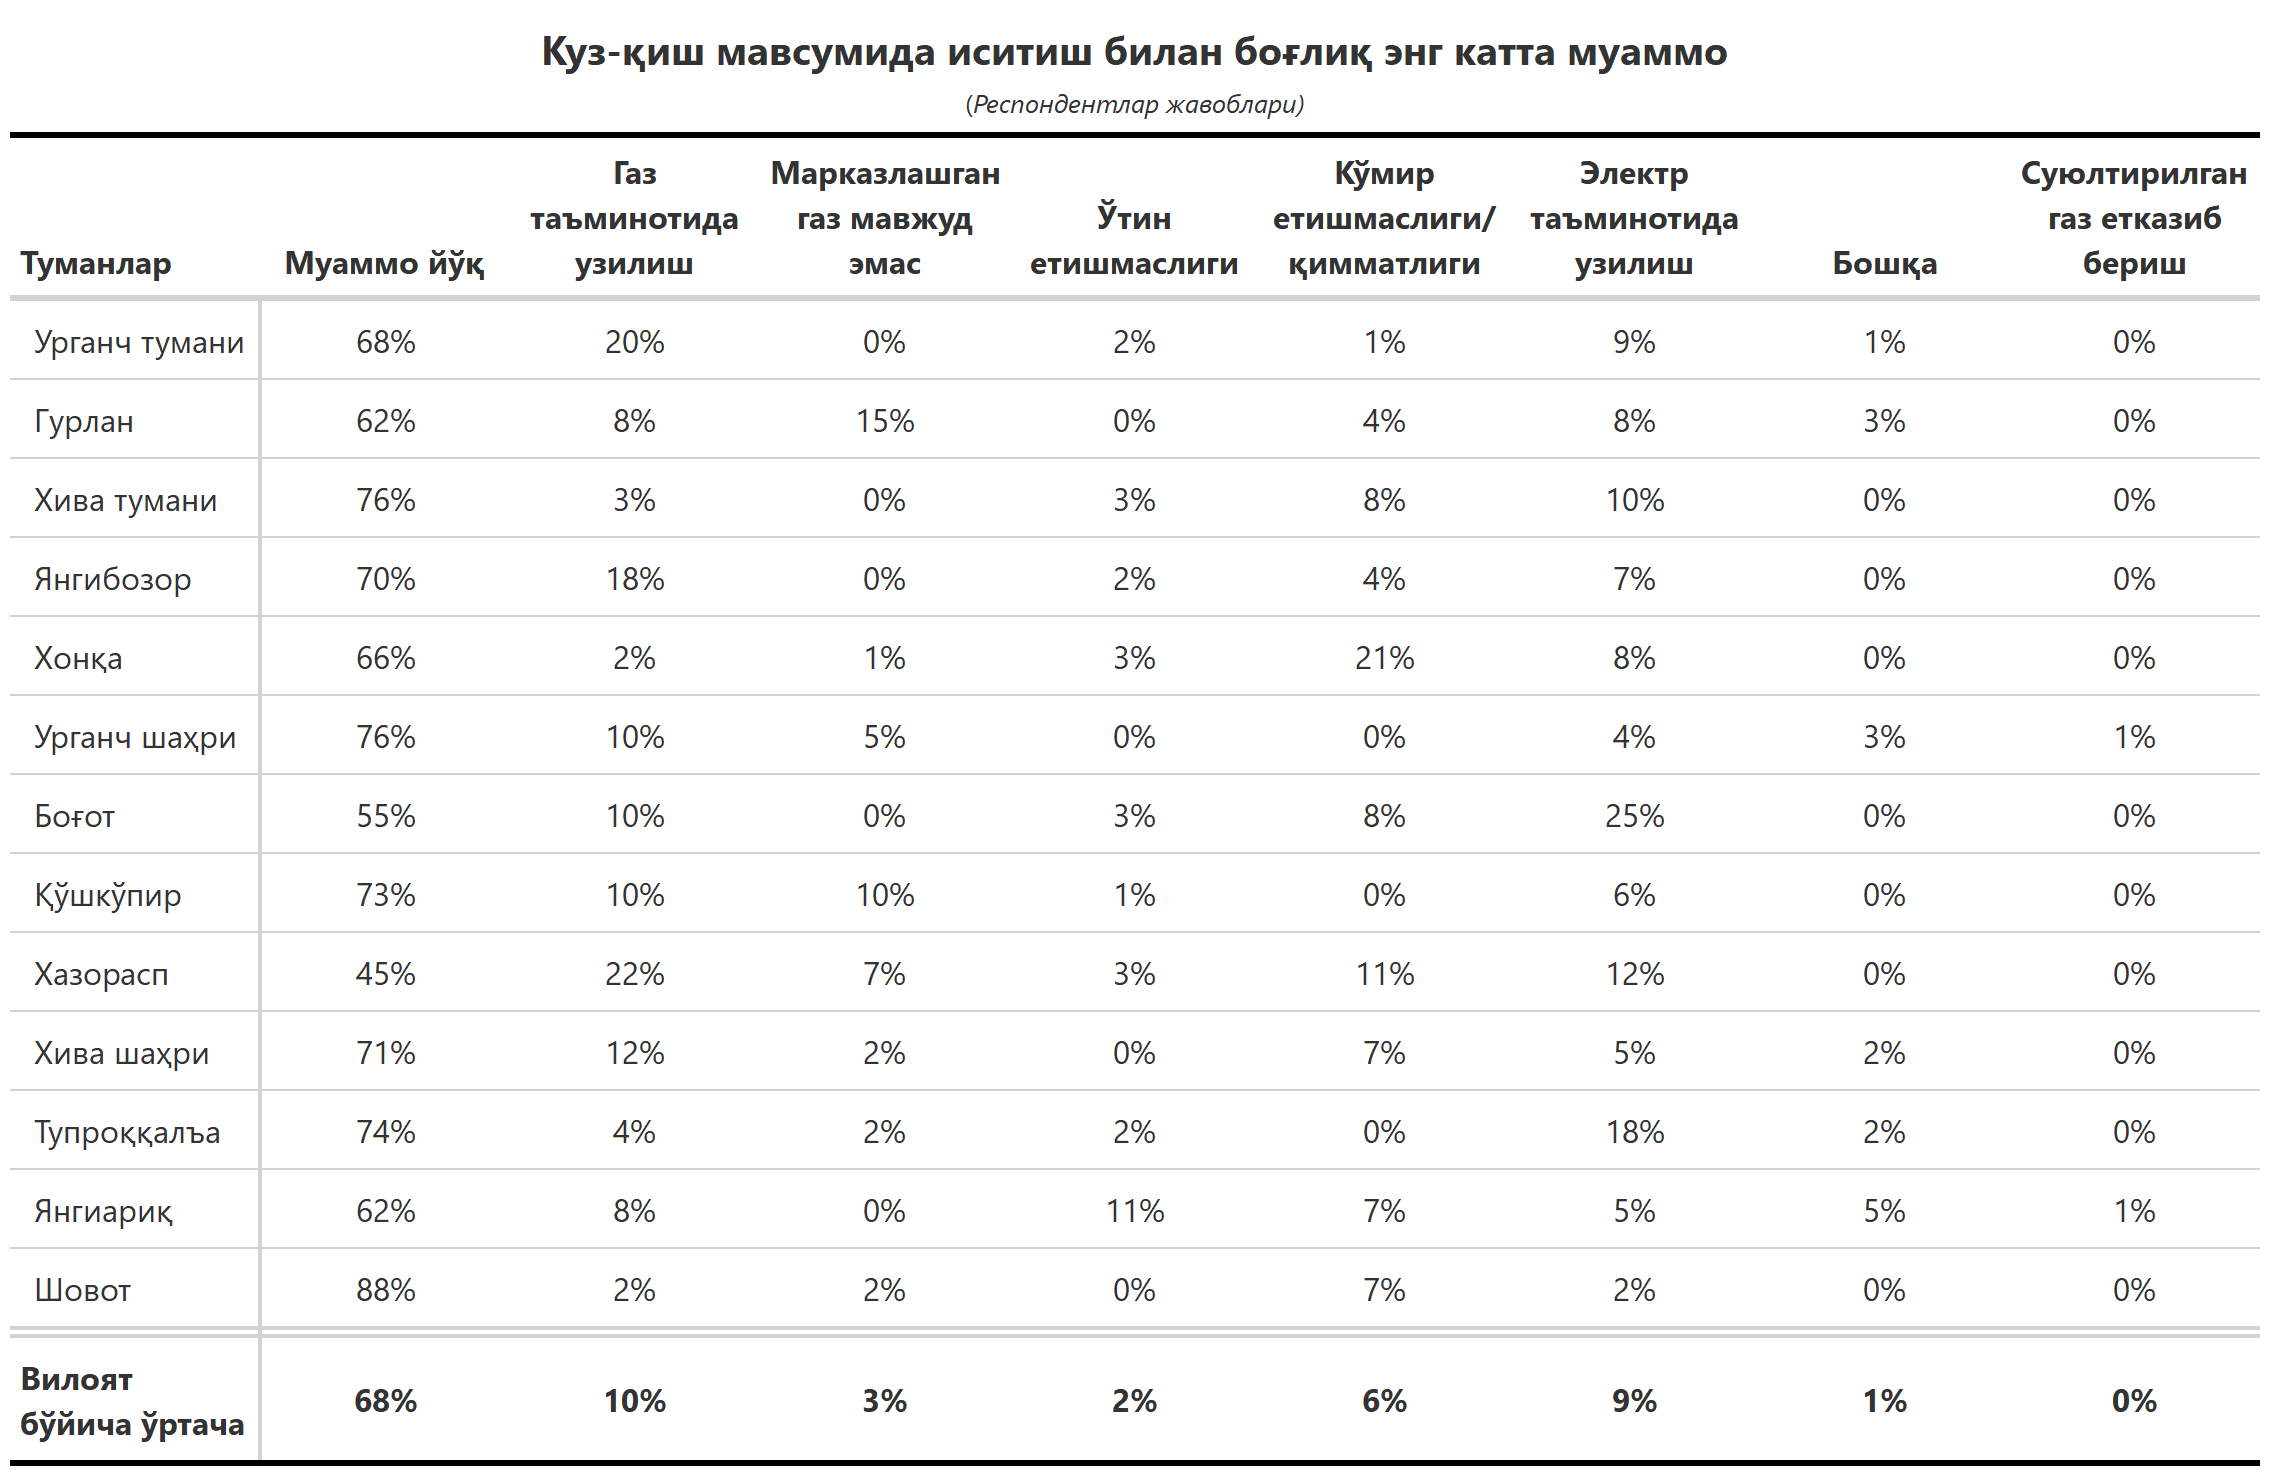 Куз-қиш мавсумида иситиш билан боғлиқ энг катта муаммо
(Респондентлар жавоблари)
Туманлар Муаммо йўқ Газ таъминотида узилиш Марказлашган газ мавжуд эмас Ўтин етишмаслиги Кўмир етишмаслиги/ қимматлиги Электр таъминотида узилиш Бошқа Суюлтирилган газ етказиб бериш
Урганч тумани 68% 20% 0% 2% 1% 9% 1% 0%
Гурлан 62% 8% 15% 0% 4% 8% 3% 0%
Хива тумани 76% 3% 0% 3% 8% 10% 0% 0%
Янгибозор 70% 18% 0% 2% 4% 7% 0% 0%
Хонқа 66% 2% 1% 3% 21% 8% 0% 0%
Урганч шаҳри 76% 10% 5% 0% 0% 4% 3% 1%
Боғот 55% 10% 0% 3% 8% 25% 0% 0%
Қўшкўпир 73% 10% 10% 1% 0% 6% 0% 0%
Хазорасп 45% 22% 7% 3% 11% 12% 0% 0%
Хива шаҳри 71% 12% 2% 0% 7% 5% 2% 0%
Тупроққалъа 74% 4% 2% 2% 0% 18% 2% 0%
Янгиариқ 62% 8% 0% 11% 7% 5% 5% 1%
Шовот 88% 2% 2% 0% 7% 2% 0% 0%
Вилоят бўйича ўртача 68% 10% 3% 2% 6% 9% 1% 0%